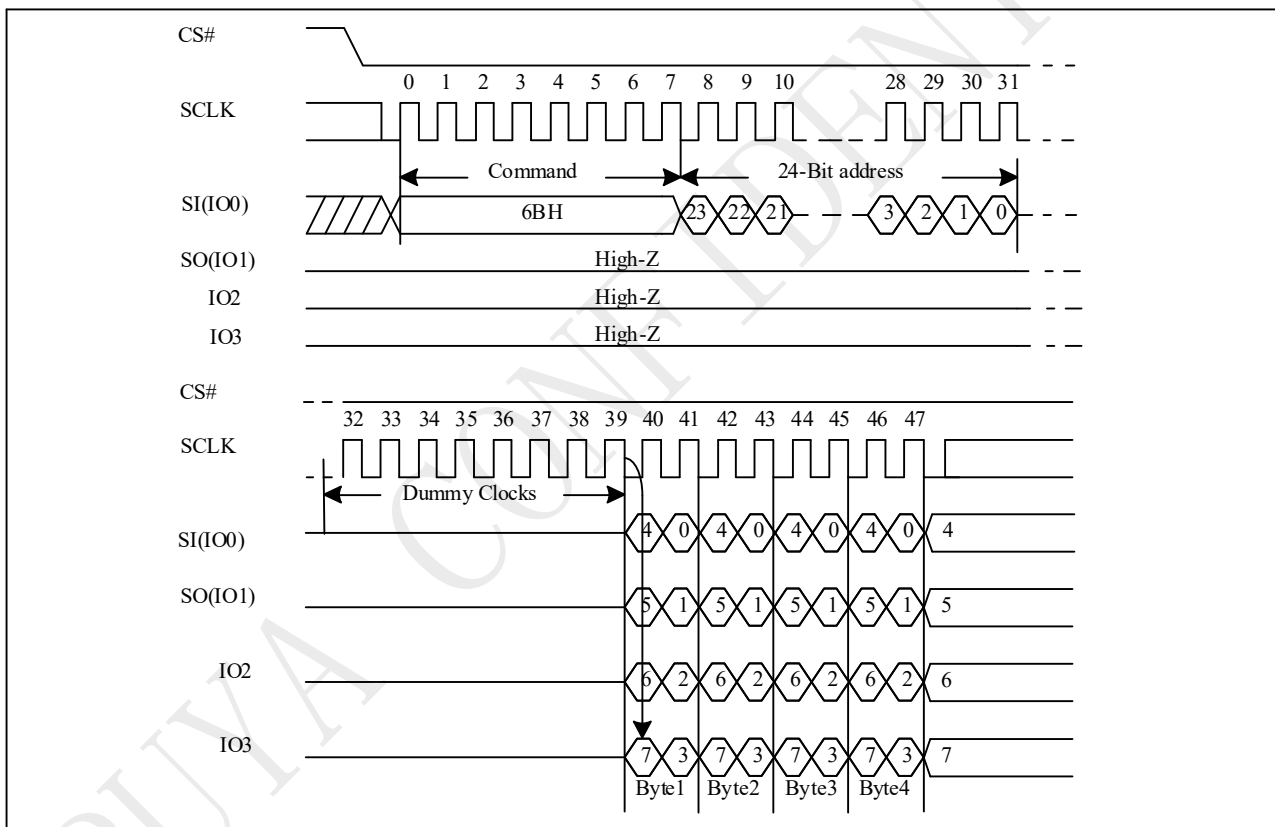 CS#
0 1 2 3 4 5 6 7 8 9 10 28 29 30 31
SCLK
Command 24-Bit address
SI(IO0) 6BH 23 22 21 3 2 1 0
SO(IO1) High-Z
IO2 High-Z
IO3 High-Z
CS#
32 33 34 35 36 37 38 39 40 41 42 43 44 45 46 47
SCLK
Dummy Clocks
SI(IO0) 4 0 4 0 4 0 4 0 4
SO(IO1) 5 1 5 1 5 1 5 1 5
IO2 6 2 6 2 6 2 6 2 6
IO3 7 3 7 3 7 3 7 3 7
Byte1 Byte2 Byte3 Byte4
PUYA CONFIDENT